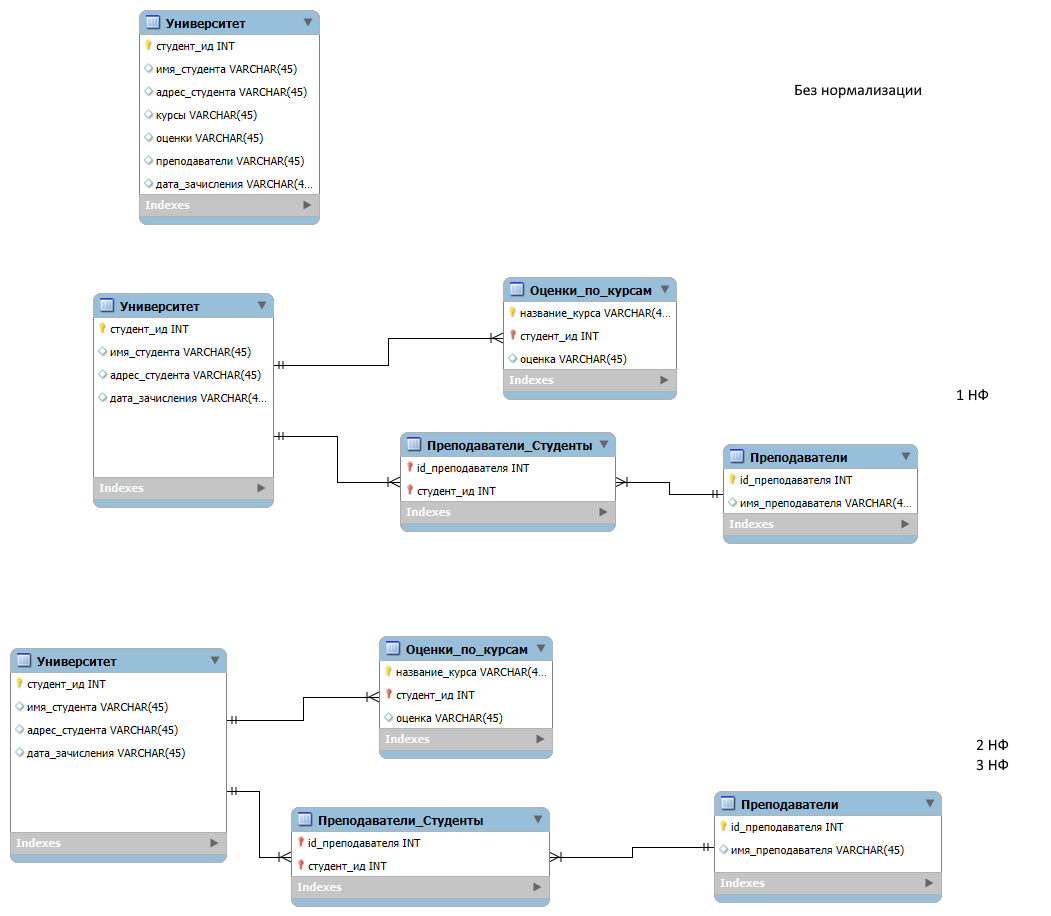 Университет
студент_ид INT
имя_студента VARCHAR(45)
адрес_студента VARCHAR(45)
курсы VARCHAR(45)
оценки VARCHAR(45)
преподаватели VARCHAR(45)
дата_зачисления VARCHAR(4...
Indexes
Без нормализации
Университет
студент_ид INT
имя_студента VARCHAR(45)
адрес_студента VARCHAR(45)
дата_зачисления VARCHAR(4...
Indexes
Оценки_по_курсам
название_курса VARCHAR(4...
студент_ид INT
оценка VARCHAR(45)
Indexes
1 НФ
Преподаватели_Студенты
id_преподавателя INT
студент_ид INT
Indexes
Преподаватели
id_преподавателя INT
имя_преподавателя VARCHAR(4...
Indexes
Университет
студент_ид INT
имя_студента VARCHAR(45)
адрес_студента VARCHAR(45)
дата_зачисления VARCHAR(45)
Indexes
Оценки_по_курсам
название_курса VARCHAR(4...
студент_ид INT
оценка VARCHAR(45)
Indexes
2 НФ
3 НФ
Преподаватели_Студенты
id_преподавателя INT
студент_ид INT
Indexes
Преподаватели
id_преподавателя INT
имя_преподавателя VARCHAR(45)
Indexes